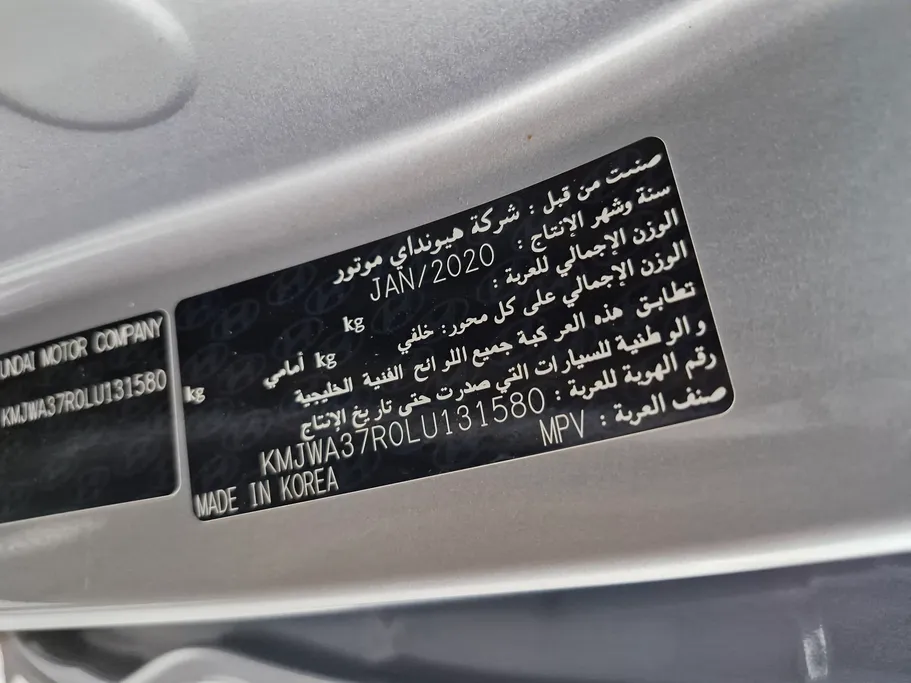 صنعت من قبل : شركة هيونداي موتور
سنة وشهر الإنتاج : JAN/2020
الوزن الإجمالي للعربة : kg
الوزن الإجمالي على كل محور: خلفي kg أمامي kg
تطابق هذه المركبة جميع اللوائح الفنية الخليجية
و الوطنية للسيارات التي صدرت حتى تاريخ الإنتاج
رقم الهوية للعربة : KMJWA37R0LU131580
صنف العربة : MPV
MADE IN KOREA
UNDAI MOTOR COMPANY
KMJWA37R0LU131580